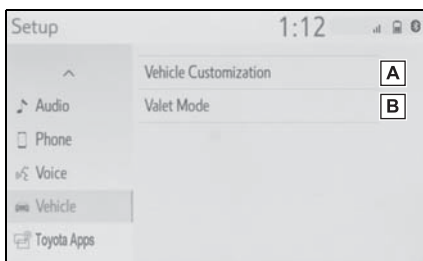 Setup
1:12
Vehicle Customization
A
Audio
Valet Mode
B
Phone
Voice
Vehicle
Toyota Apps